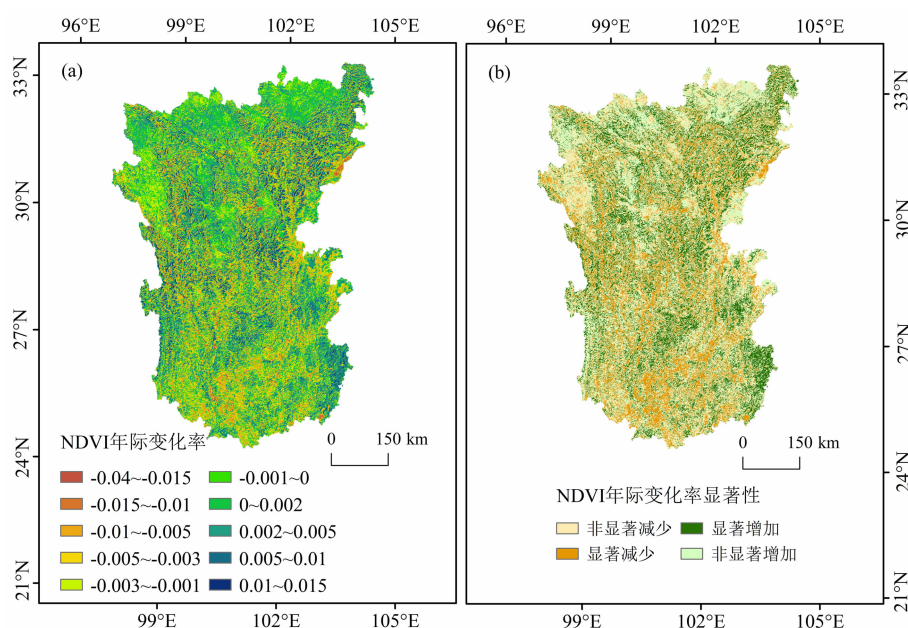 96°E 99°E 102°E 105°E 96°E 99°E 102°E 105°E
(a)
(b)
33°N
30°N
27°N
24°N
21°N
33°N
30°N
27°N
24°N
21°N
0 150 km
0 150 km
NDVI年际变化率
-0.04~-0.015
-0.015~-0.01
-0.01~-0.005
-0.005~-0.003
-0.003~-0.001
-0.001~0
0~0.002
0.002~0.005
0.005~0.01
0.01~0.015
NDVI年际变化率显著性
非显著减少
显著减少
显著增加
非显著增加
99°E 102°E 105°E 99°E 102°E 105°E